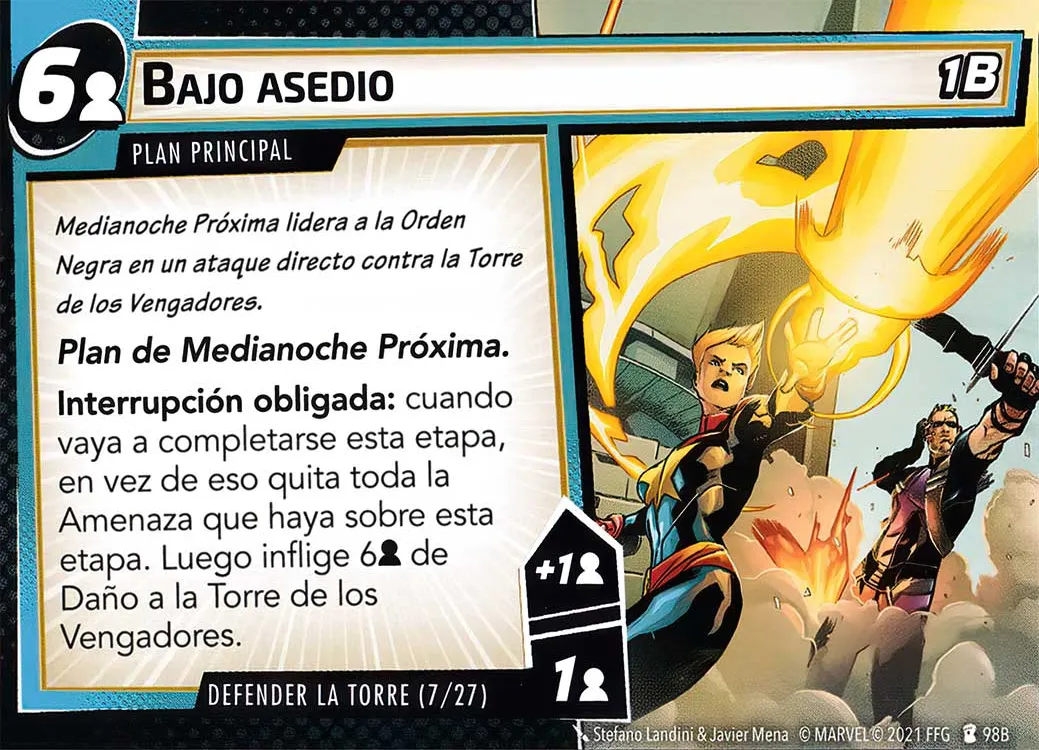 6
BAJO ASEDIO
1B
PLAN PRINCIPAL
Medianoche Próxima lidera a la Orden
Negra en un ataque directo contra la Torre
de los Vengadores.
Plan de Medianoche Próxima.
Interrupción obligada: cuando
vaya a completarse esta etapa,
en vez de eso quita toda la
Amenaza que haya sobre esta
etapa. Luego inflige 6 de
Daño a la Torre de los
Vengadores.
+1
1
DEFENDER LA TORRE (7/27)
Stefano Landini & Javier Mena © MARVEL © 2021 FFG 98B